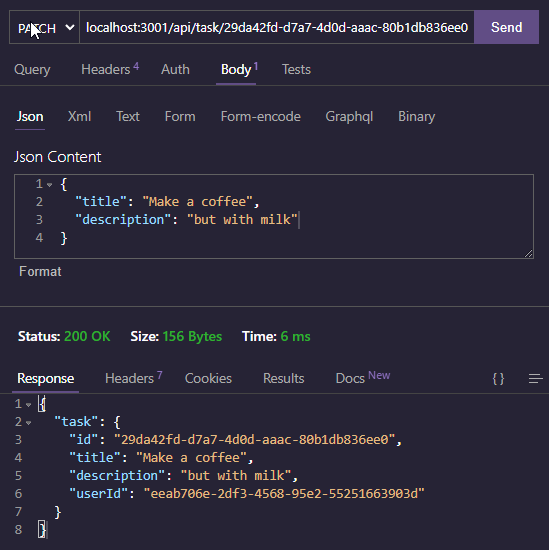 PATCH localhost:3001/api/task/29da42fd-d7a7-4d0d-aaac-80b1db836ee0 Send
Query Headers 4 Auth Body 1 Tests
Json Xml Text Form Form-encode Graphql Binary
Json Content
1 {
2 "title": "Make a coffee",
3 "description": "but with milk"
4 }
Format
Status: 200 OK Size: 156 Bytes Time: 6 ms
Response Headers 7 Cookies Results Docs New { }
1 {
2 "task": {
3 "id": "29da42fd-d7a7-4d0d-aaac-80b1db836ee0",
4 "title": "Make a coffee",
5 "description": "but with milk",
6 "userId": "eeab706e-2df3-4568-95e2-55251663903d"
7 }
8 }